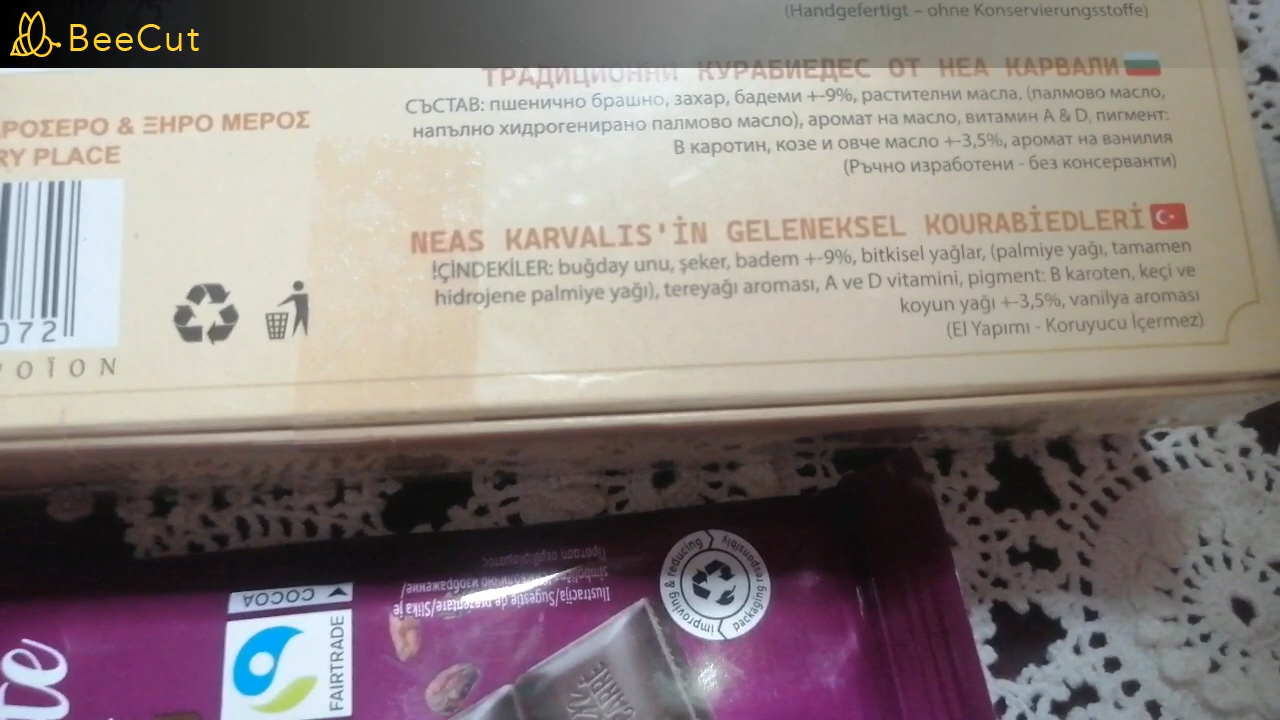 BeeCut
(Handgefertigt – ohne Konservierungsstoffe)
ТРАДИЦИОННИ КУРАБИЕДЕС ОТ НЕА КАРВАЛИ
СЪСТАВ: пшенично брашно, захар, бадеми +-9%, растителни масла, (палмово масло,
напълно хидрогенирано палмово масло), аромат на масло, витамин A & D, пигмент:
В каротин, козе и овче масло +-3,5%, аромат на ванилия
(Ръчно изработени - без консерванти)
NEAS KARVALIS'İN GELENEKSEL KOURABİEDLERİ
İÇİNDEKİLER: buğday unu, şeker, badem +-9%, bitkisel yağlar, (palmiye yağı, tamamen
hidrojene palmiye yağı), tereyağı aroması, A ve D vitamini, pigment: B karoten, keçi ve
koyun yağı +-3,5%, vanilya aroması
(El Yapımı - Koruyucu İçermez)
ΡΟΣΕΡΟ & ΞΗΡΟ ΜΕΡΟΣ
RY PLACE
072
ΟΪΟΝ
improving & reducing
packaging responsibly
Ilustracija/Sugestie de prezentare/Slika je
COCOA
FAIRTRADE